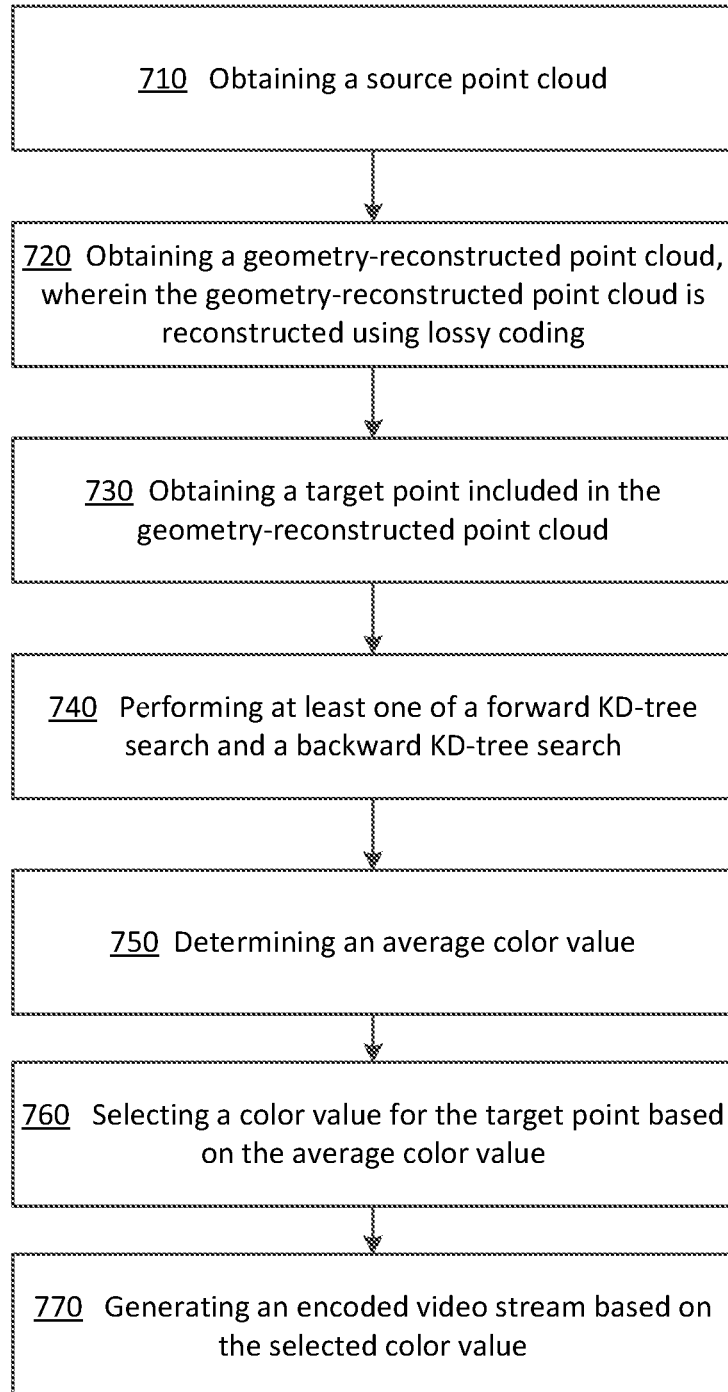 710 Obtaining a source point cloud
720 Obtaining a geometry-reconstructed point cloud,
wherein the geometry-reconstructed point cloud is
reconstructed using lossy coding
730 Obtaining a target point included in the
geometry-reconstructed point cloud
740 Performing at least one of a forward KD-tree
search and a backward KD-tree search
750 Determining an average color value
760 Selecting a color value for the target point based
on the average color value
770 Generating an encoded video stream based on
the selected color value